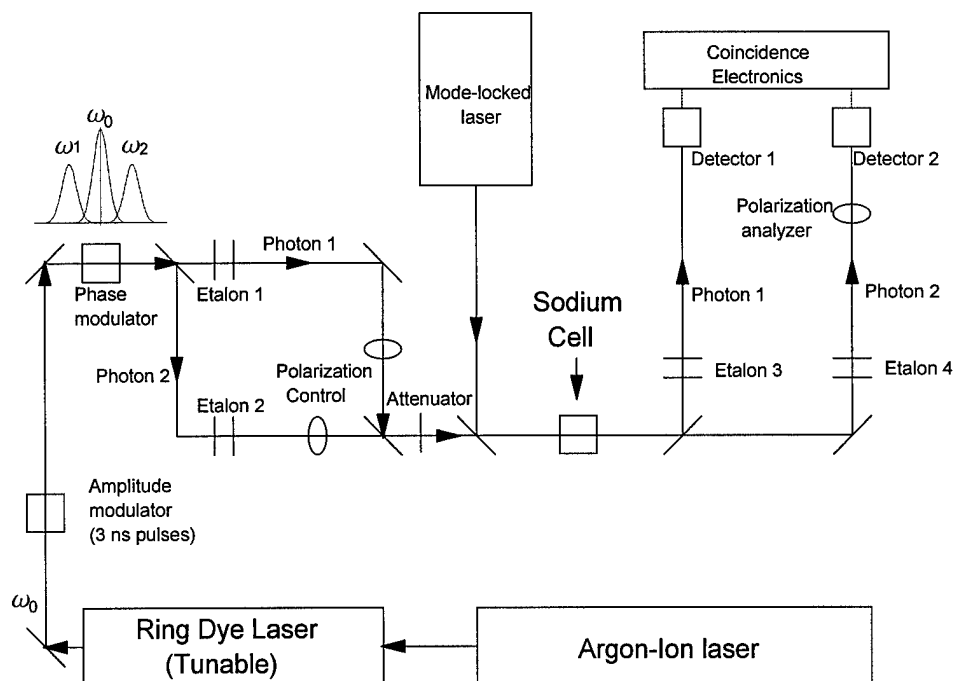 Coincidence
Electronics
Mode-locked
laser
ω0
ω1
ω2
Detector 1
Detector 2
Polarization
analyzer
Photon 1
Phase
modulator
Etalon 1
Photon 1
Photon 2
Sodium
Cell
Photon 2
Polarization
Control
Etalon 3
Etalon 4
Etalon 2
Attenuator
Amplitude
modulator
(3 ns pulses)
ω0
Ring Dye Laser
(Tunable)
Argon-Ion laser